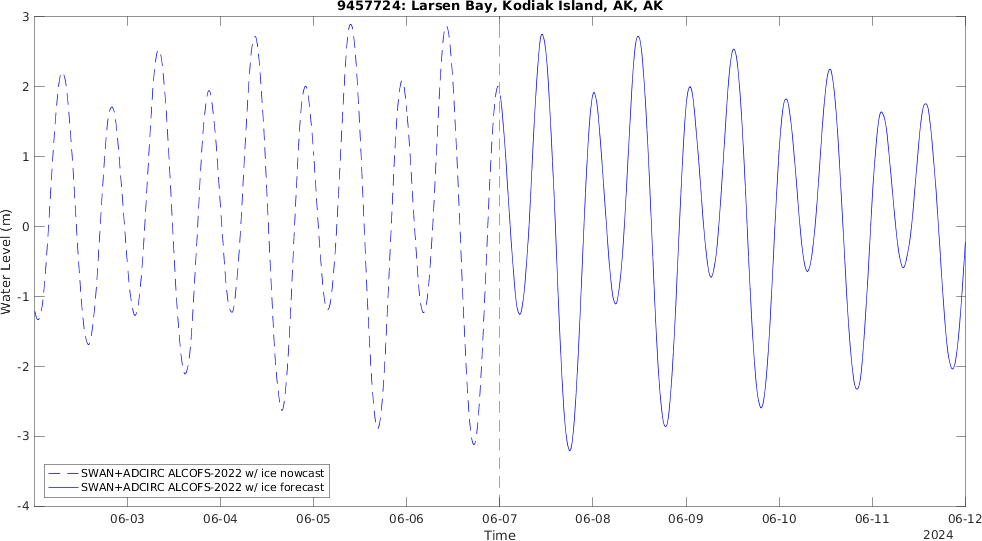 9457724: Larsen Bay, Kodiak Island, AK, AK
3
2
1
0
-1
-2
-3
-4
Water Level (m)
SWAN+ADCIRC ALCOFS-2022 w/ ice nowcast
SWAN+ADCIRC ALCOFS-2022 w/ ice forecast
06-03 06-04 06-05 06-06 06-07 06-08 06-09 06-10 06-11 06-12
Time
2024